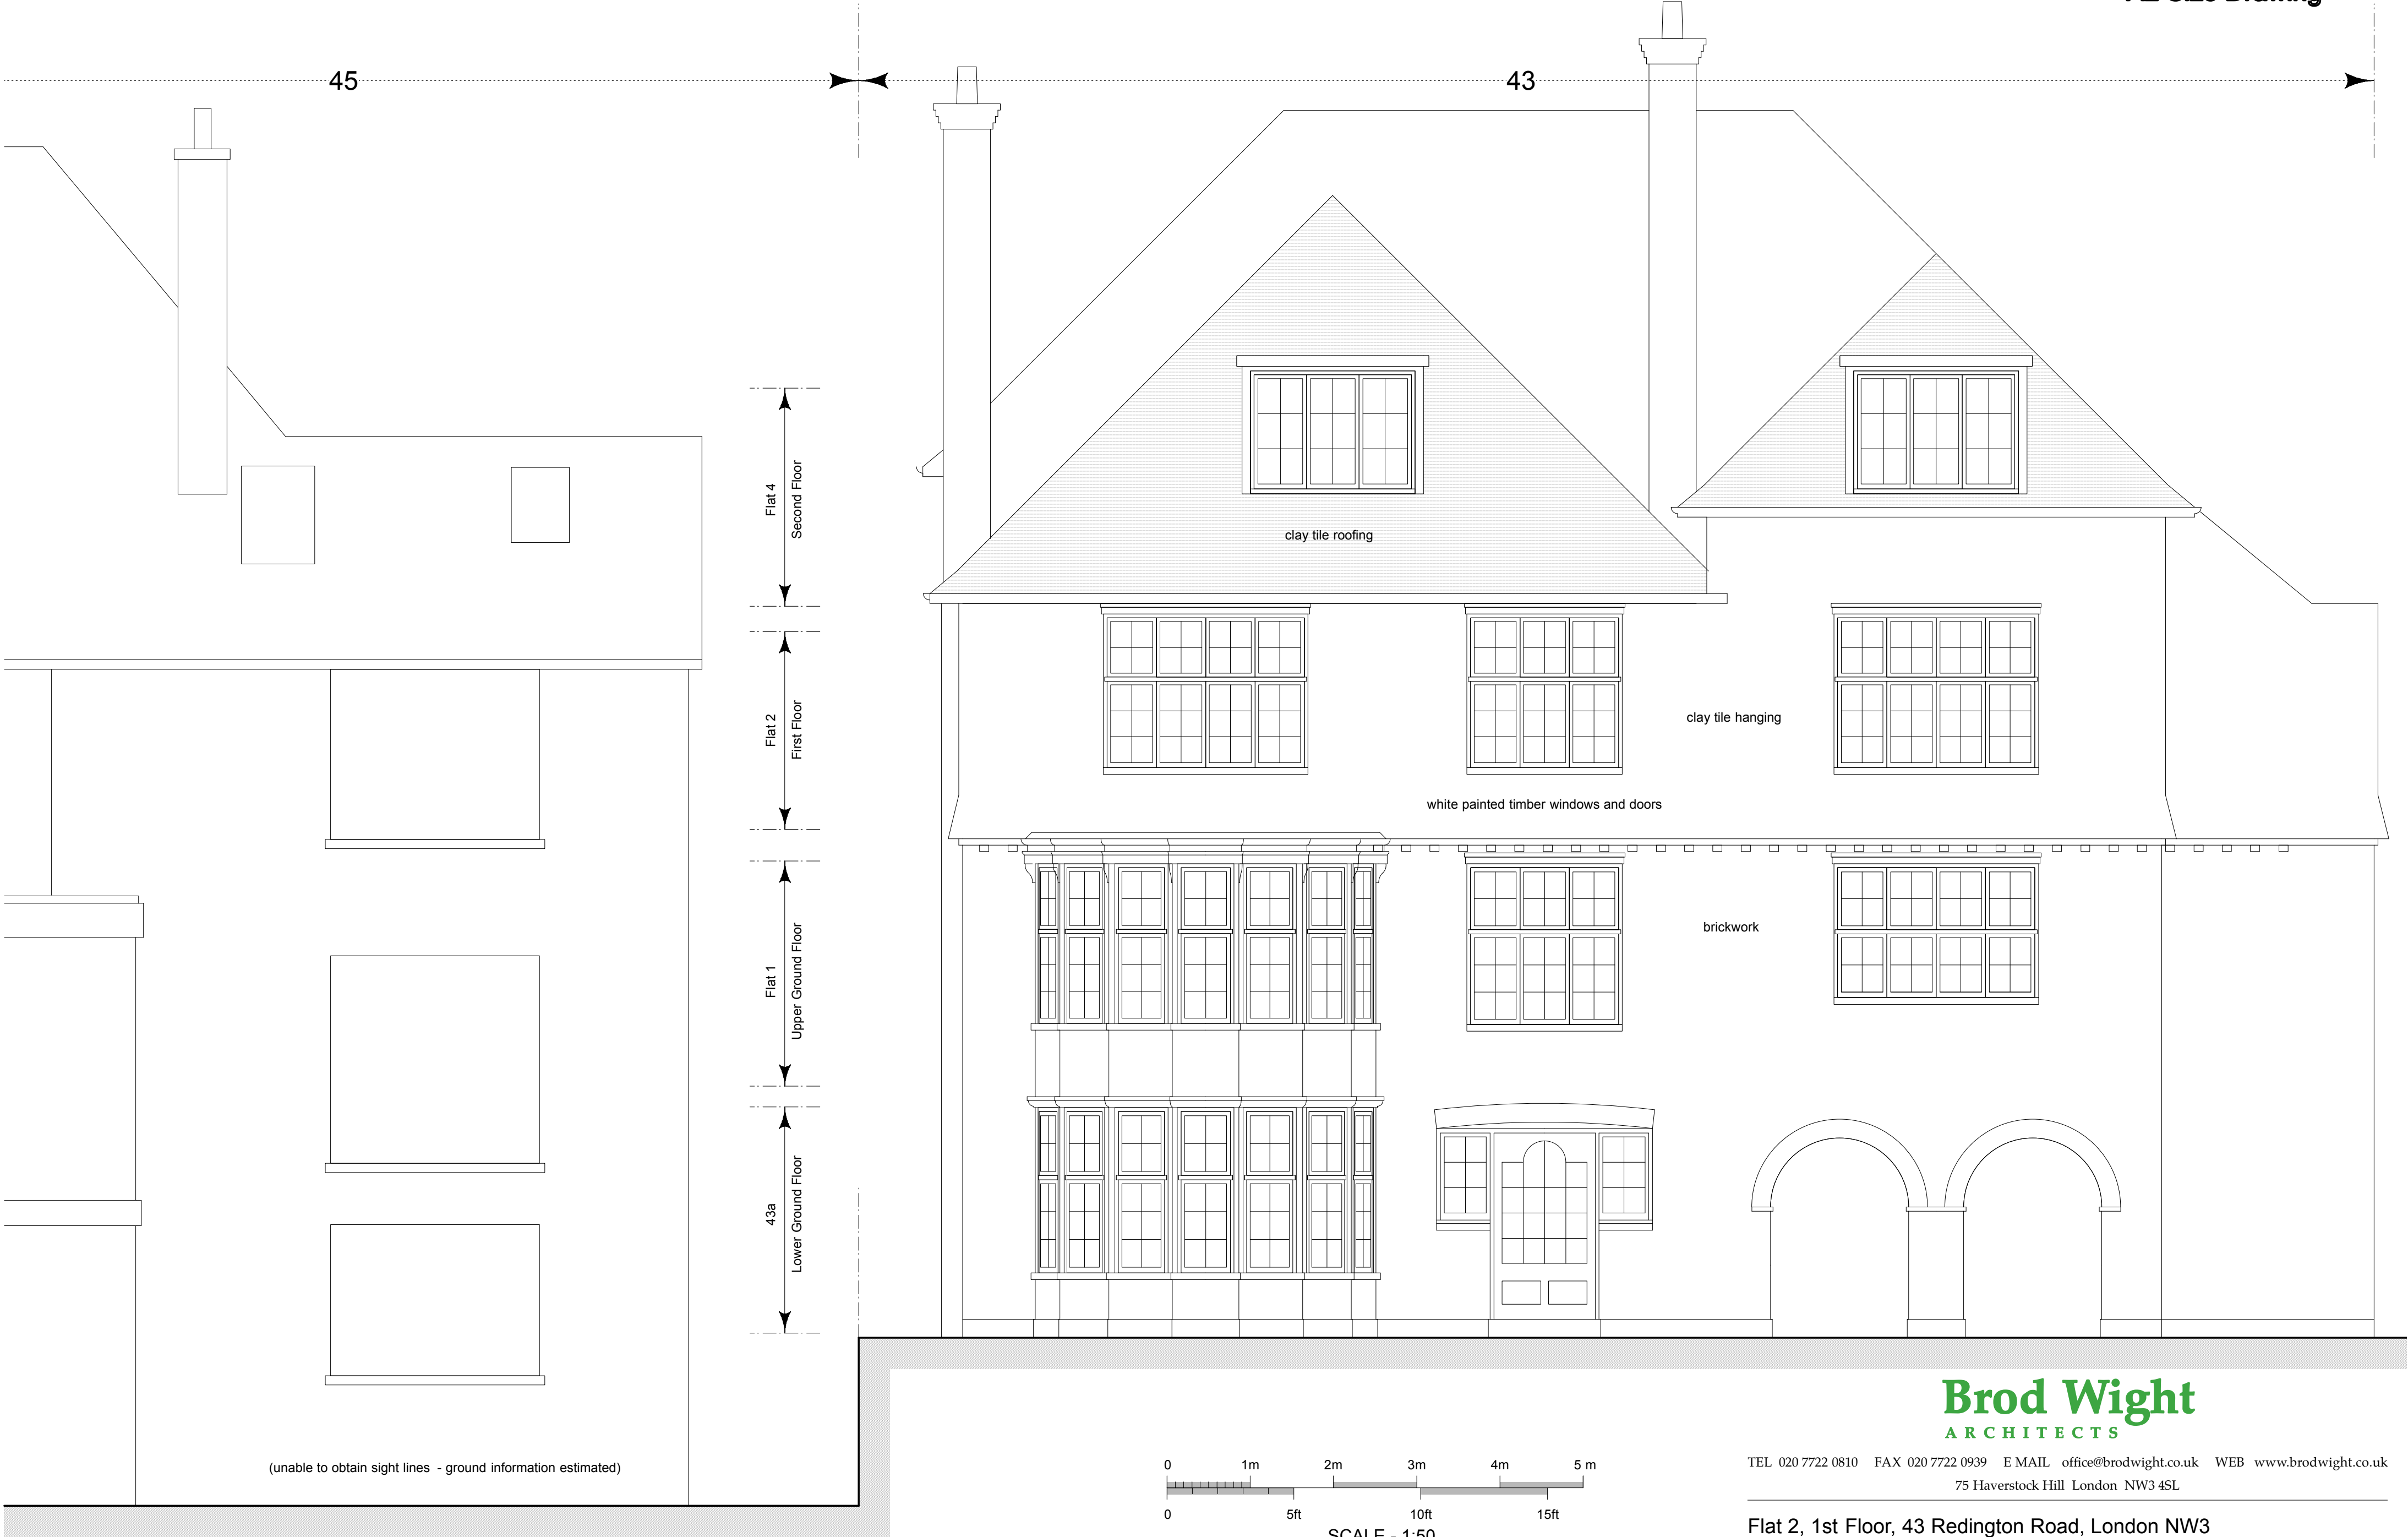 45
43
Flat 4
Second Floor
clay tile roofing
Flat 2
First Floor
clay tile hanging
white painted timber windows and doors
Flat 1
Upper Ground Floor
brickwork
43a
Lower Ground Floor
(unable to obtain sight lines - ground information estimated)
0 1m 2m 3m 4m 5 m
0 5ft 10ft 15ft
SCALE - 1:50
Brod Wight
ARCHITECTS
TEL 020 7722 0810 FAX 020 7722 0939 E MAIL office@brodwight.co.uk WEB www.brodwight.co.uk
75 Haverstock Hill London NW3 4SL
Flat 2, 1st Floor, 43 Redington Road, London NW3